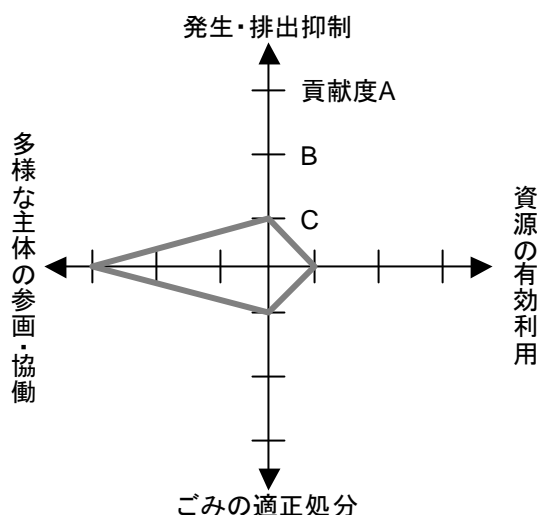 発生・排出抑制
貢献度A
B
C
多様な主体の参画・協働
資源の有効利用
ごみの適正処分